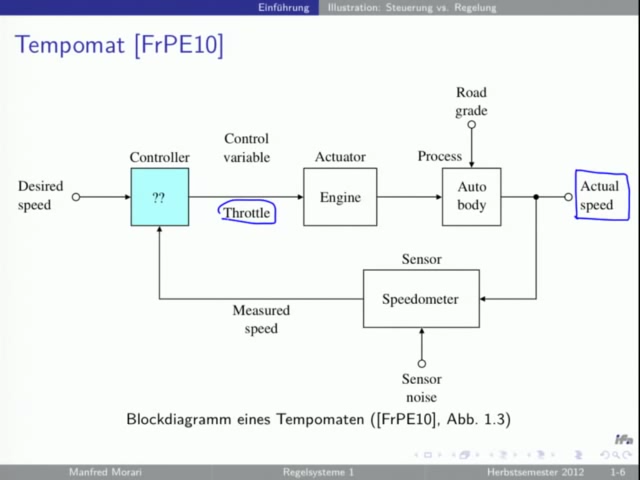 Einführung Illustration: Steuerung vs. Regelung
Tempomat [FrPE10]
Road
grade
Control
variable
Controller
Actuator
Process
Desired
speed
??
Throttle
Engine
Auto
body
Actual
speed
Sensor
Speedometer
Measured
speed
Sensor
noise
Blockdiagramm eines Tempomaten ([FrPE10], Abb. 1.3)
ifa
Manfred Morari Regelsysteme 1 Herbstsemester 2012 1-6